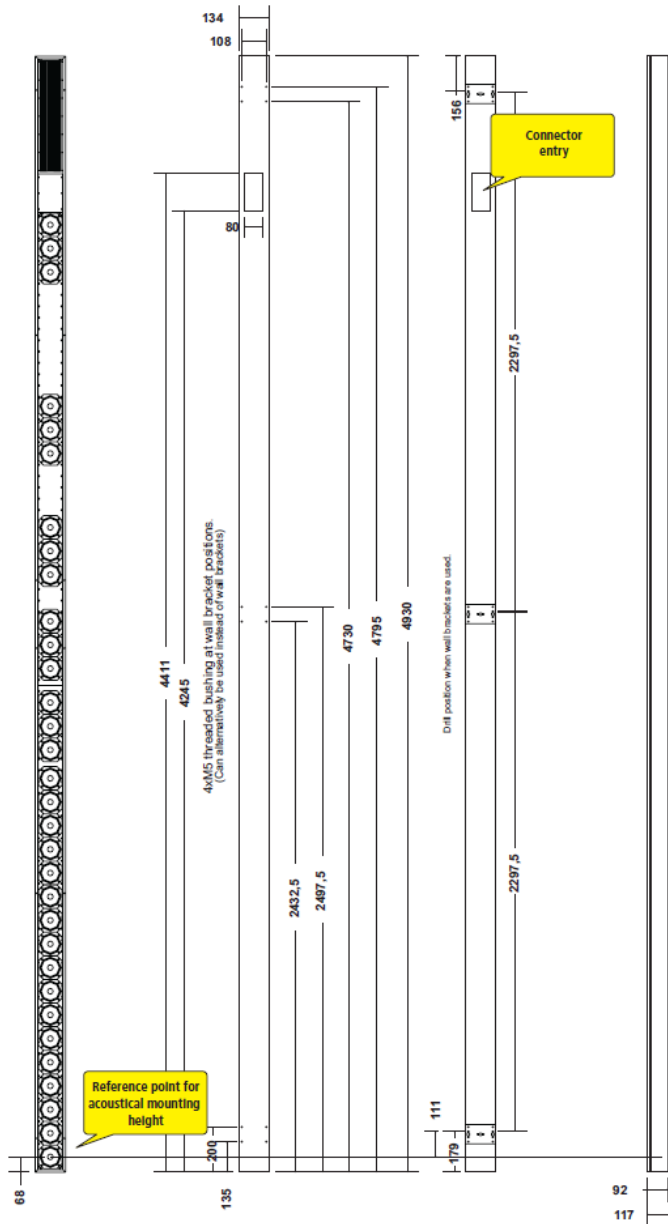 134
108
156
Connector
entry
80
2297,5
4xM5 threaded bushing at wall bracket positions.
(Can alternatively be used instead of wall brackets)
Drill position when wall brackets are used.
4411
4245
4730
4795
4930
2432,5
2497,5
2297,5
Reference point for
acoustical mounting
height
111
200
179
68
135
92
117